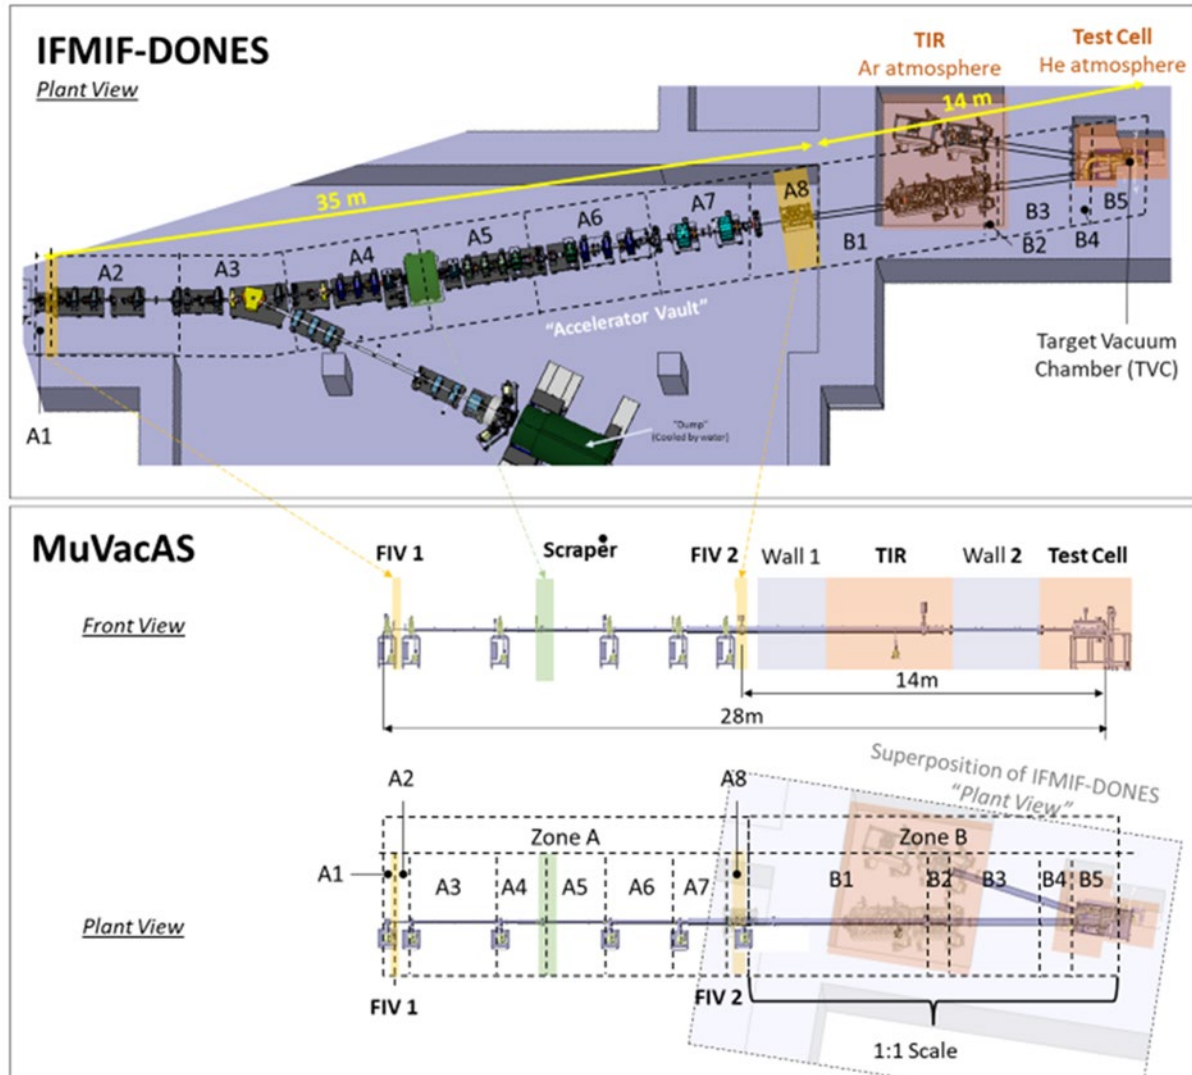 IFMIF-DONES
Plant View
TIR
Ar atmosphere
Test Cell
He atmosphere
14 m
35 m
A1
A2
A3
A4
A5
A6
A7
A8
B1
B2
B3
B4
B5
"Accelerator Vault"
Target Vacuum
Chamber (TVC)
"Dump"
(Cooled by water)
MuVacAS
Front View
FIV 1
Scraper
FIV 2
Wall 1
TIR
Wall 2
Test Cell
14m
28m
Superposition of IFMIF-DONES
"Plant View"
A2
A8
Zone A
Zone B
A1
A3
A4
A5
A6
A7
B1
B2
B3
B4
B5
Plant View
FIV 1
FIV 2
1:1 Scale